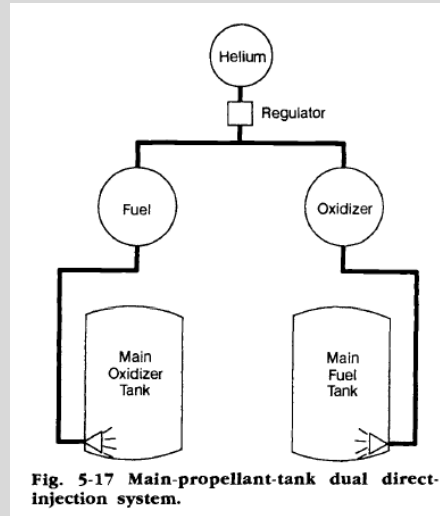 Helium
Regulator
Fuel
Oxidizer
Main
Oxidizer
Tank
Main
Fuel
Tank
Fig. 5-17 Main-propellant-tank dual direct-
injection system.